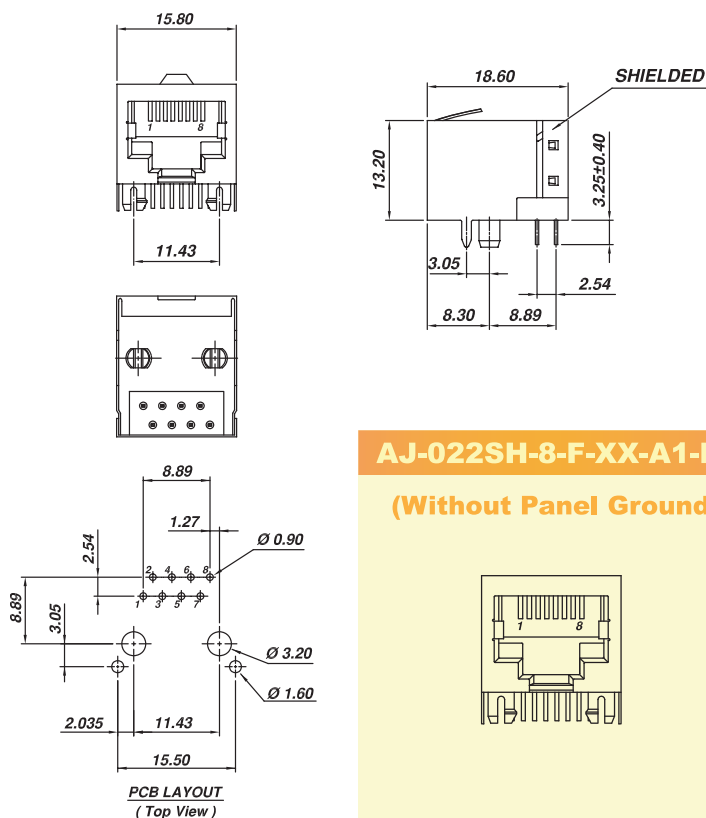 15.80
1 8
11.43
18.60
SHIELDED
13.20
3.25±0.40
3.05
2.54
8.30
8.89
8.89
1.27
Ø 0.90
2.54
8.89
3.05
2 4 6 8
1 3 5 7
Ø 3.20
Ø 1.60
2.035
11.43
15.50
PCB LAYOUT
( Top View )
AJ-022SH-8-F-XX-A1-
(Without Panel Ground
1 8